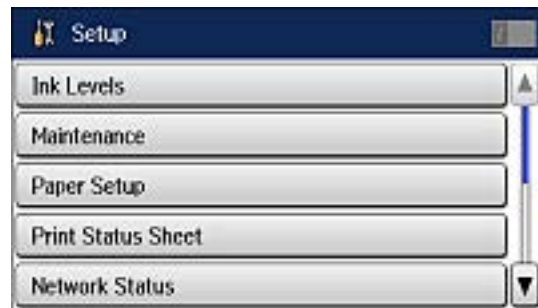 Setup
Ink Levels
Maintenance
Paper Setup
Print Status Sheet
Network Status